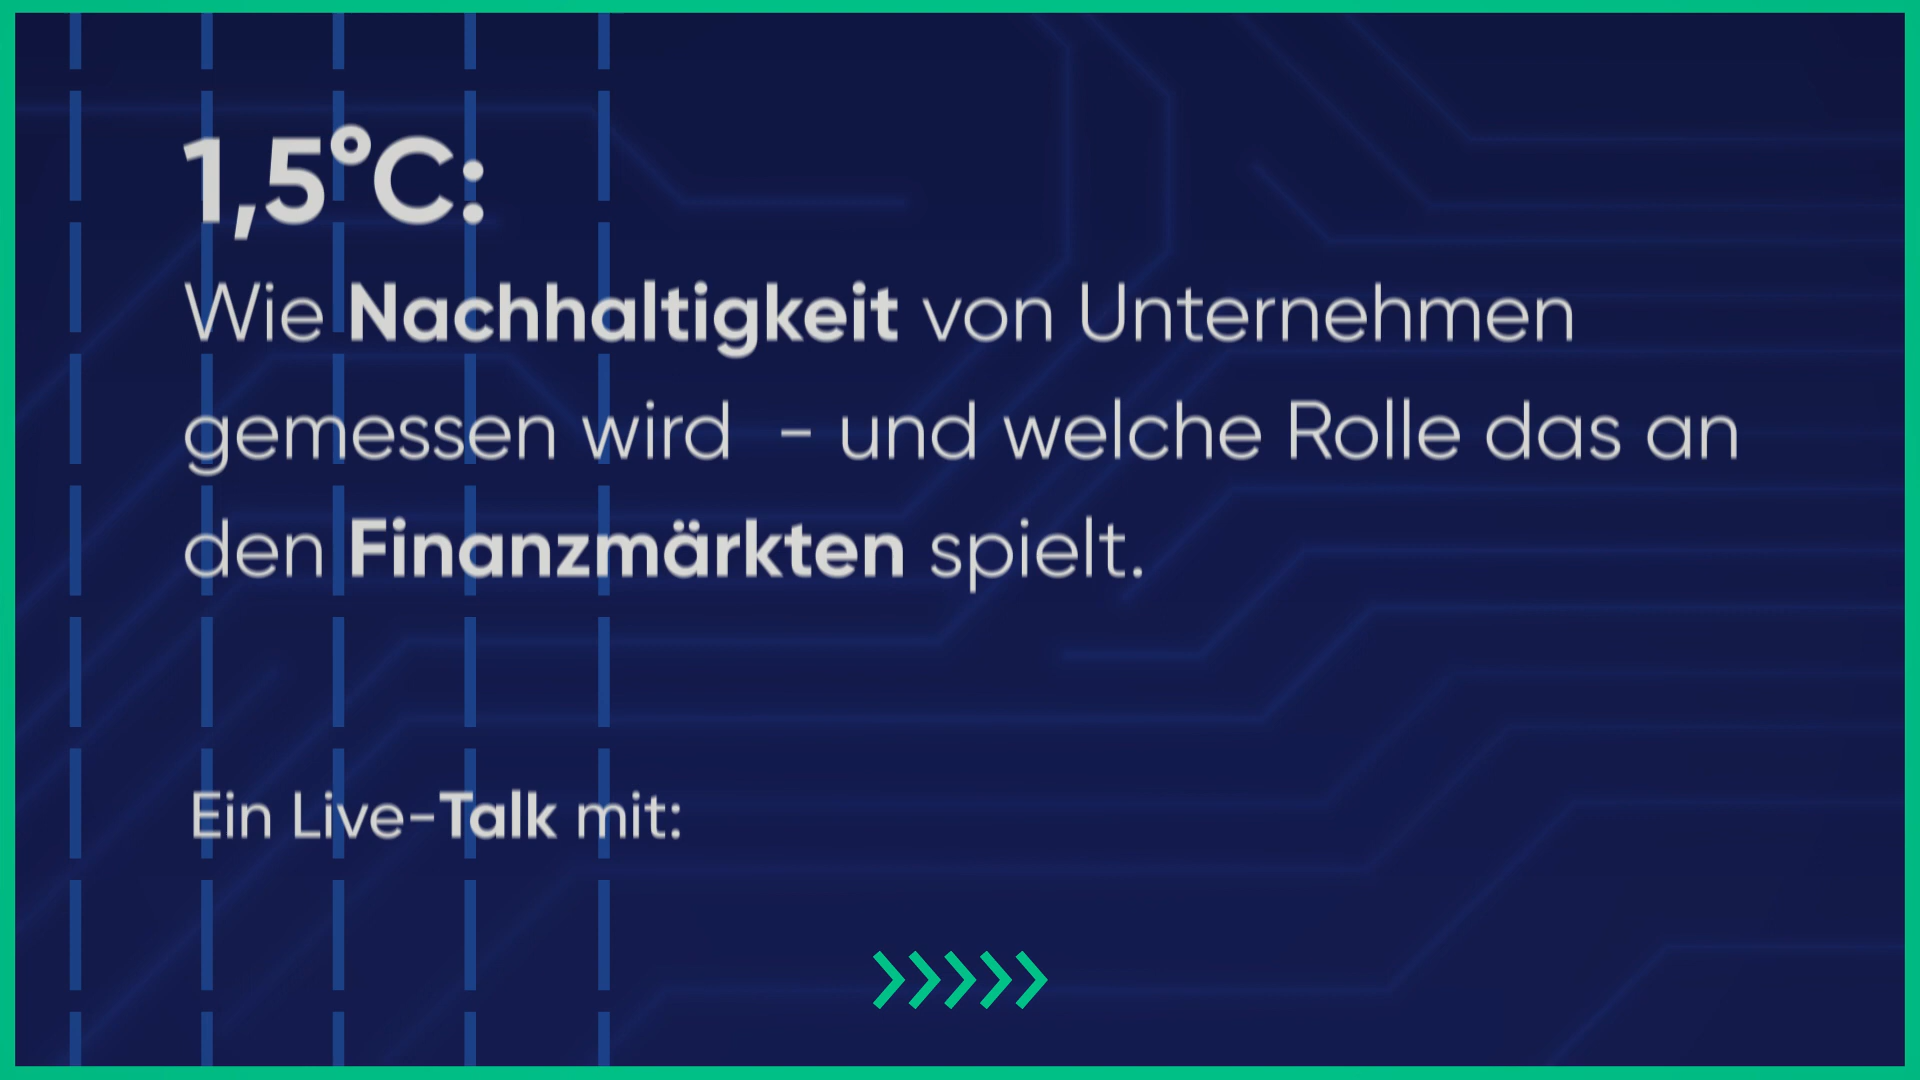 1,5°C:
Wie Nachhaltigkeit von Unternehmen
gemessen wird - und welche Rolle das an
den Finanzmärkten spielt.
Ein Live-Talk mit: